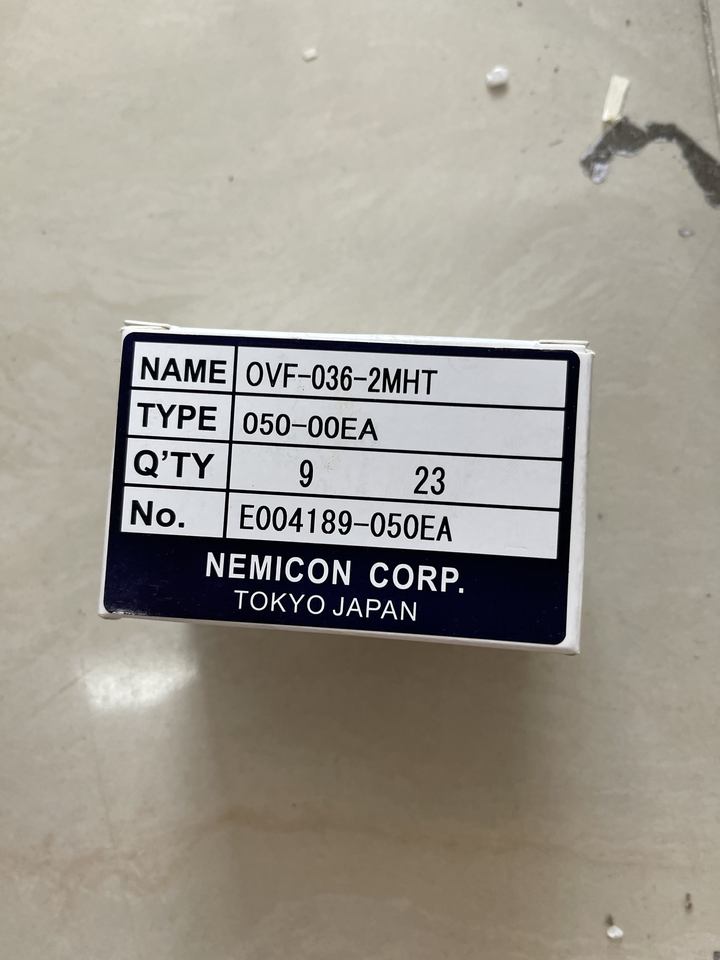 NAME OVF-036-2MHT
TYPE 050-00EA
Q'TY 9 23
No. E004189-050EA
NEMICON CORP.
TOKYO JAPAN